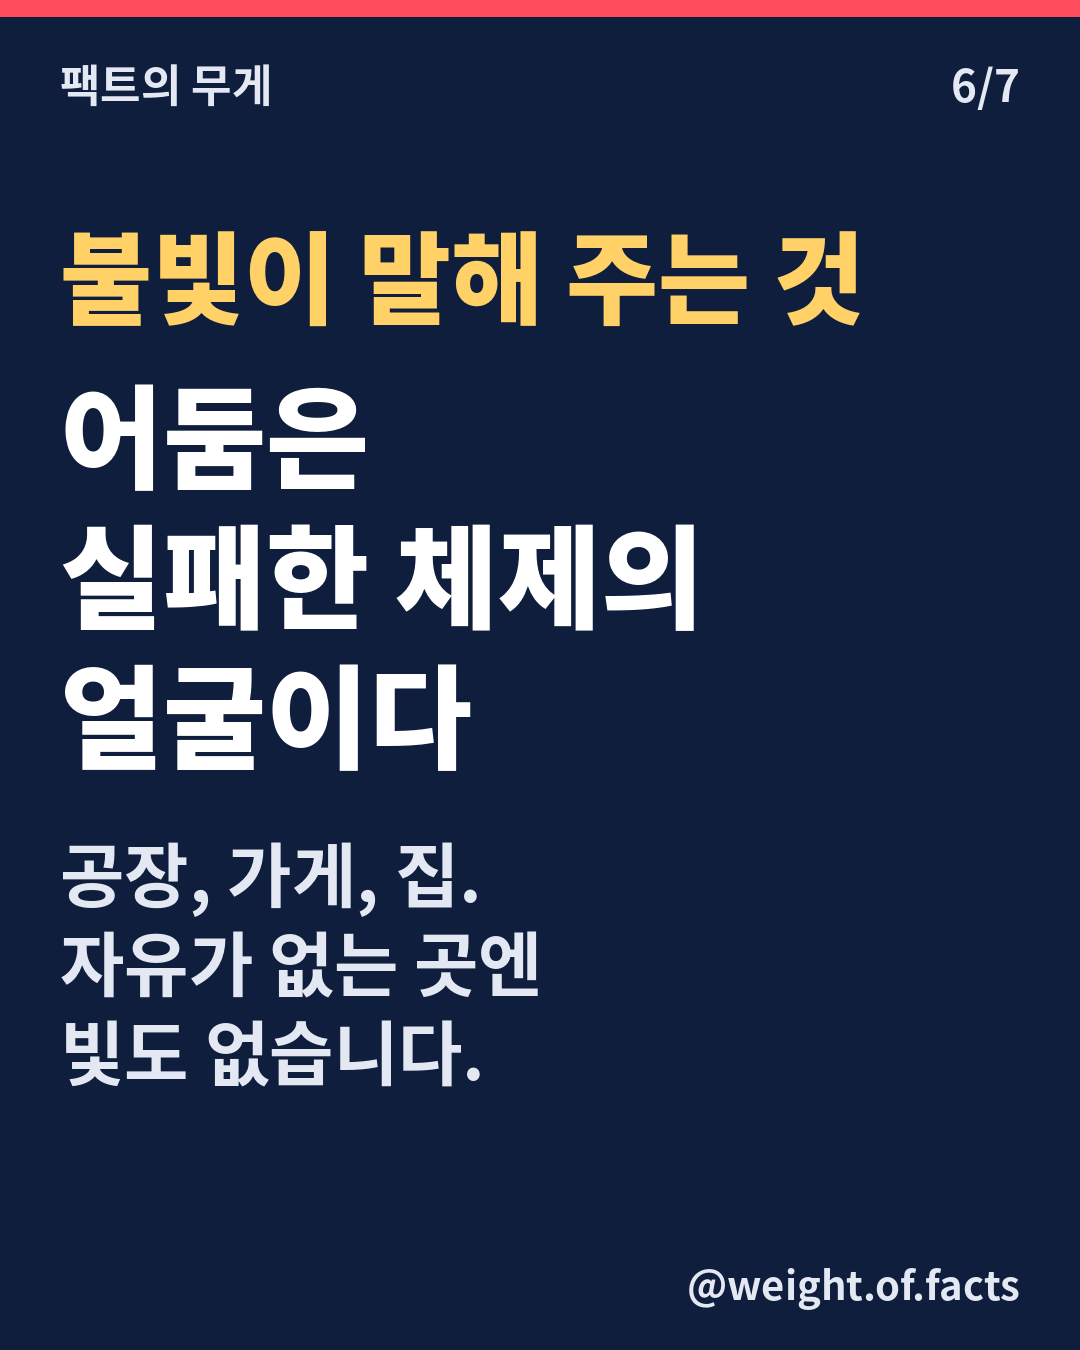 팩트의 무게
6/7
불빛이 말해 주는 것
어둠은
실패한 체제의
얼굴이다
공장, 가게, 집.
자유가 없는 곳엔
빛도 없습니다.
@weight.of.facts